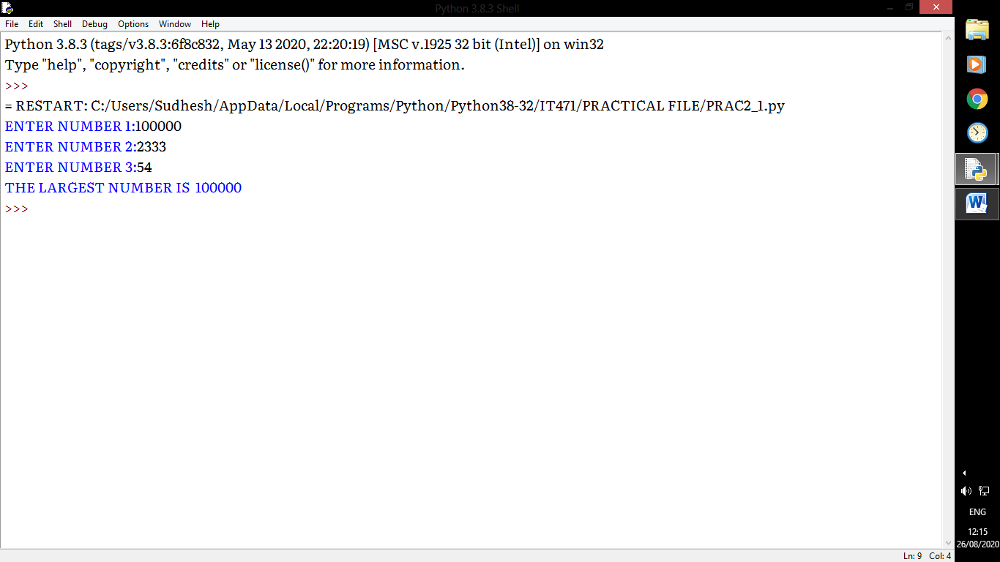 Python 3.8.3 Shell
File Edit Shell Debug Options Window Help
Python 3.8.3 (tags/v3.8.3:6f8c832, May 13 2020, 22:20:19) [MSC v.1925 32 bit (Intel)] on win32
Type "help", "copyright", "credits" or "license()" for more information.
>>>
= RESTART: C:/Users/Sudhesh/AppData/Local/Programs/Python/Python38-32/IT471/PRACTICAL FILE/PRAC2_1.py
ENTER NUMBER 1:100000
ENTER NUMBER 2:2333
ENTER NUMBER 3:54
THE LARGEST NUMBER IS 100000
>>>
Ln: 9 Col: 4
W
ENG
12:15
26/08/2020